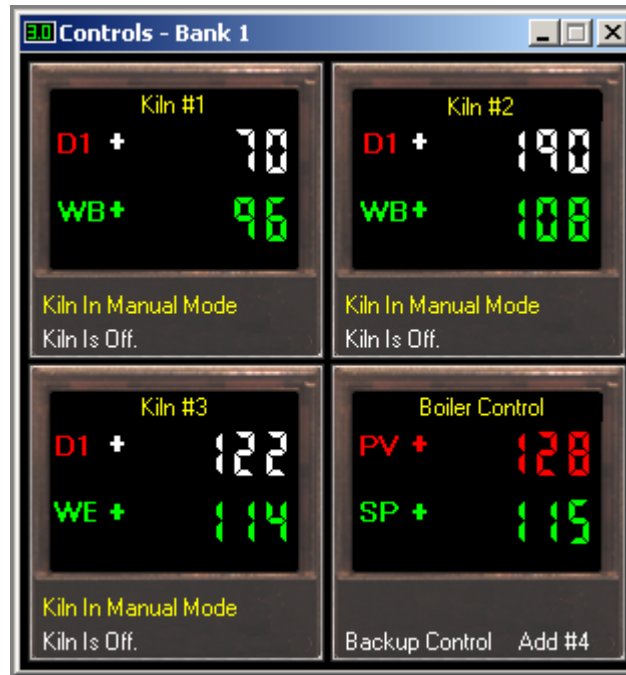 3.0 Controls - Bank 1
Kiln #1
D1 + 70
WB+ 96
Kiln In Manual Mode
Kiln Is Off.
Kiln #2
D1 + 190
WB+ 108
Kiln In Manual Mode
Kiln Is Off.
Kiln #3
D1 + 122
WE + 114
Kiln In Manual Mode
Kiln Is Off.
Boiler Control
PV + 128
SP + 115
Backup Control Add #4